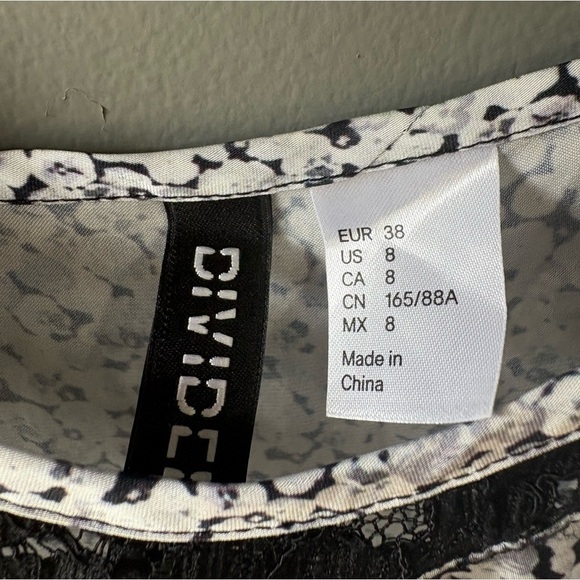 DIVIDED
EUR 38
US 8
CA 8
CN 165/88A
MX 8
Made in
China